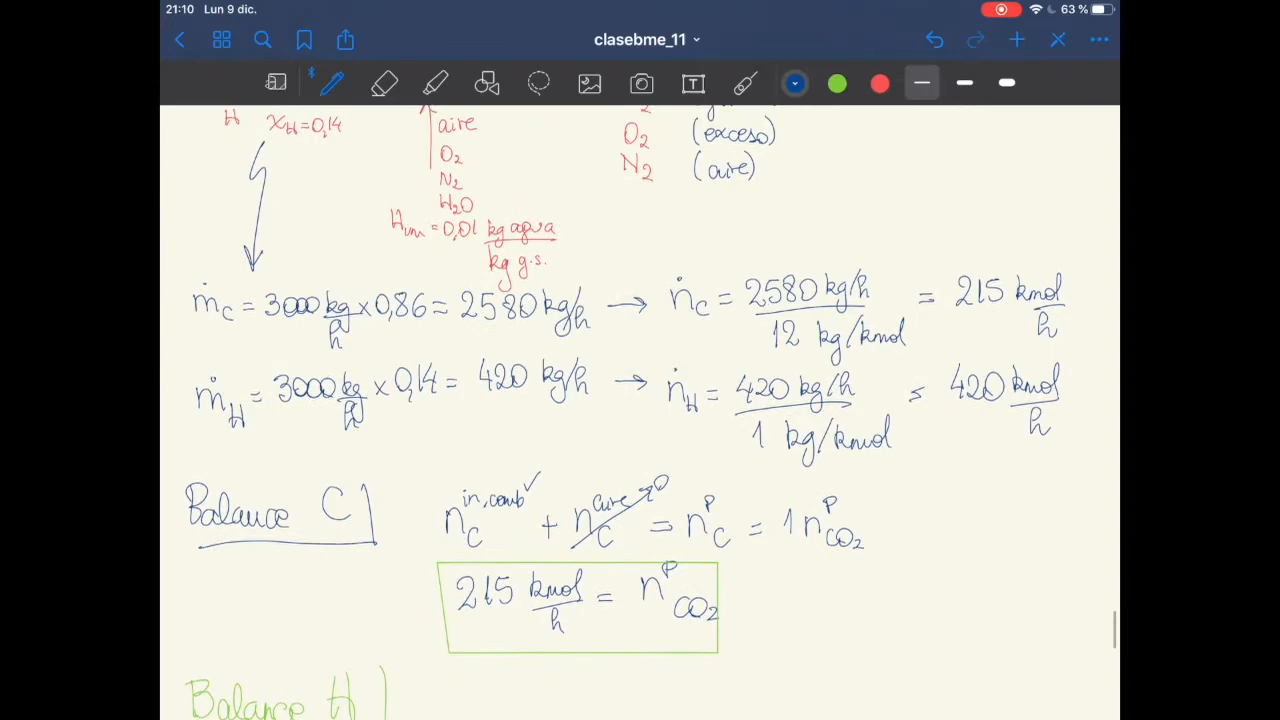 21:10 Lun 9 dic. 63 %
clasebme_11
H x_H=0,14
aire
O₂
N₂
H₂O
H_um = 0,01 kg agua / kg g.s.
O₂ (exceso)
N₂ (aire)
ṁ_C = 3000 kg/h × 0,86 = 2580 kg/h → ṅ_C = 2580 kg/h / 12 kg/kmol = 215 kmol/h
ṁ_H = 3000 kg/h × 0,14 = 420 kg/h → ṅ_H = 420 kg/h / 1 kg/kmol = 420 kmol/h
Balance C
n_C^in,comb ✓ + n_C^aire → 0 = n_C^P = 1 n_CO₂^P
215 kmol/h = n^P_CO₂
Balance H